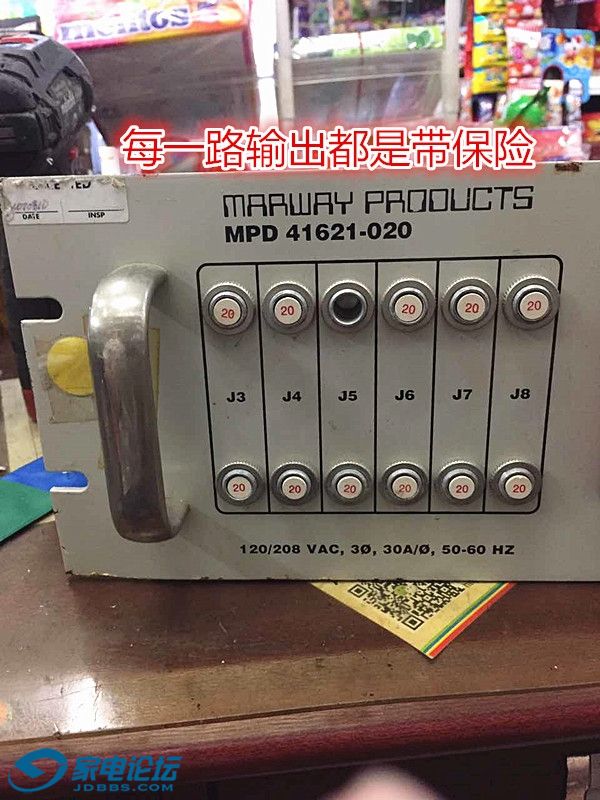 mentos
每一路输出都是带保险
DATE INSP
MARWAY PRODUCTS
MPD 41621-020
20 20 20 20 20
J3 J4 J5 J6 J7 J8
20 20 20 20 20 20
120/208 VAC, 3Ø, 30A/Ø, 50-60 HZ
家电论坛
JDBBS.COM